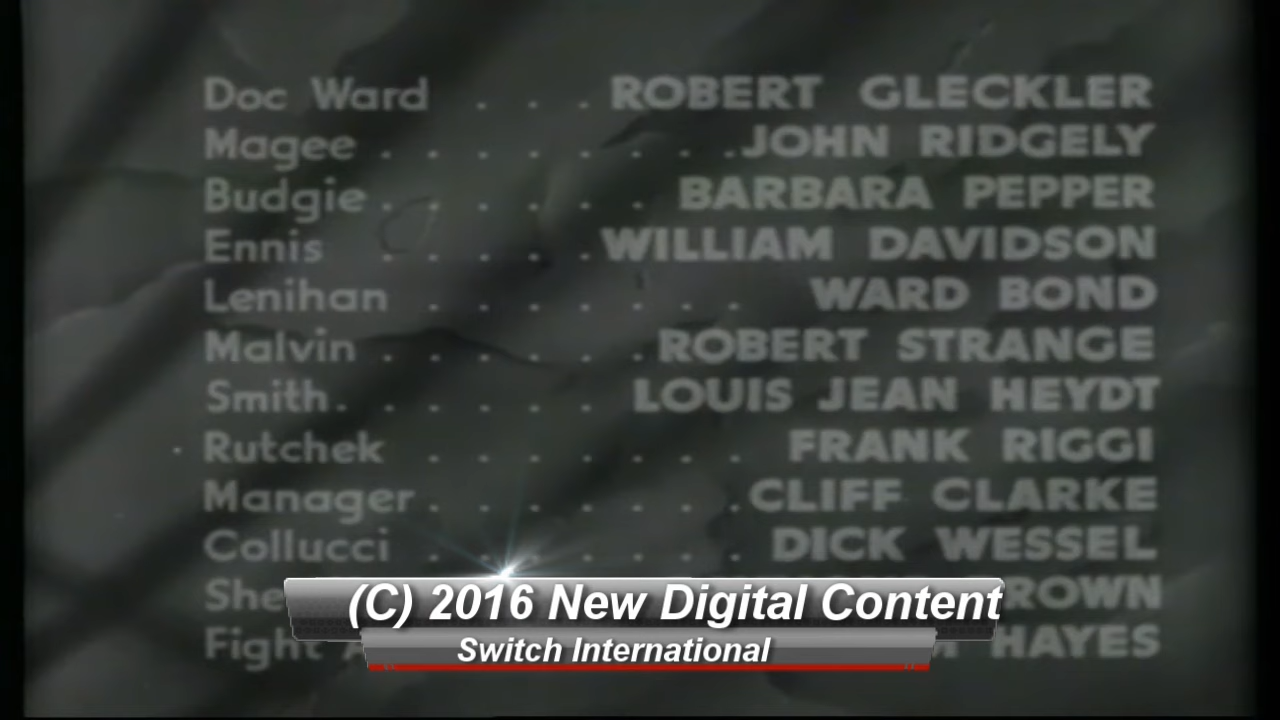 Doc Ward . . . ROBERT GLECKLER
Magee . . . . . . . . JOHN RIDGELY
Budgie . . . . . . BARBARA PEPPER
Ennis . . . . . WILLIAM DAVIDSON
Lenihan . . . . . . . WARD BOND
Malvin . . . . . . ROBERT STRANGE
Smith . . . . . . LOUIS JEAN HEYDT
Rutchek . . . . . . . FRANK RIGGI
Manager . . . . . . . CLIFF CLARKE
Collucci . . . . . . . DICK WESSEL
(C) 2016 New Digital Content
Fight HAYES
Switch International